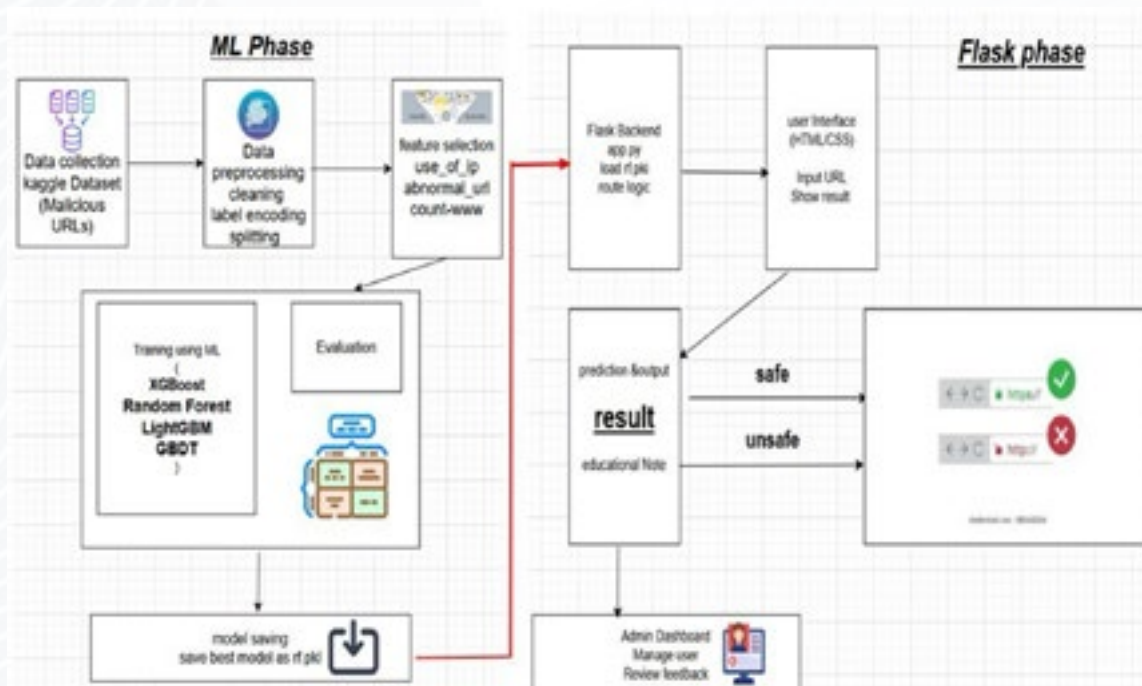 ML Phase
Data collection
kaggle Dataset
(Malicious
URLs)
Data
preprocessing
cleaning
label encoding
splitting
feature selection
use_of_ip
abnormal_url
count-www
Training using ML
(
XGBoost
Random Forest
LightGBM
GBDT
)
Evaluation
model saving
save best model as rf.pkl
Flask phase
Flask Backend
app.py
load rf.pkl
route logic
user Interface
(HTML/CSS)
Input URL
Show result
prediction &output
result
educational Note
safe
unsafe
https://
http://
Admin Dashboard
Manage user
Review feedback